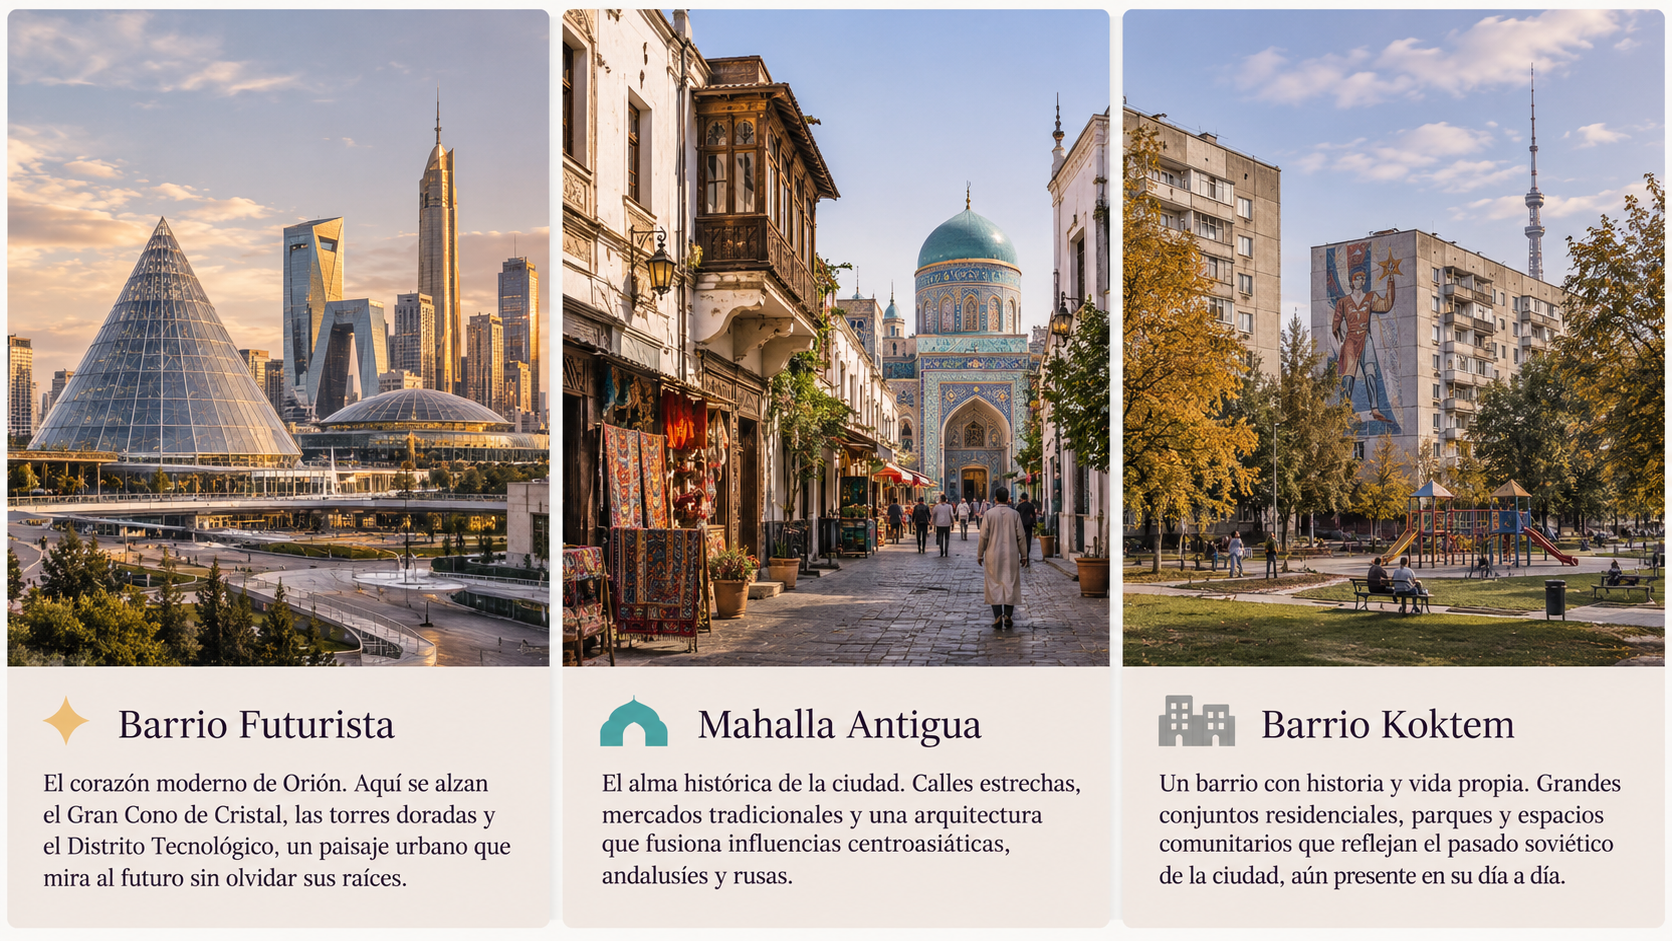 Barrio Futurista
El corazón moderno de Orión. Aquí se alzan
el Gran Cono de Cristal, las torres doradas y
el Distrito Tecnológico, un paisaje urbano que
mira al futuro sin olvidar sus raíces.
Mahalla Antigua
El alma histórica de la ciudad. Calles estrechas,
mercados tradicionales y una arquitectura
que fusiona influencias centroasiáticas,
andalusíes y rusas.
Barrio Koktem
Un barrio con historia y vida propia. Grandes
conjuntos residenciales, parques y espacios
comunitarios que reflejan el pasado soviético
de la ciudad, aún presente en su día a día.